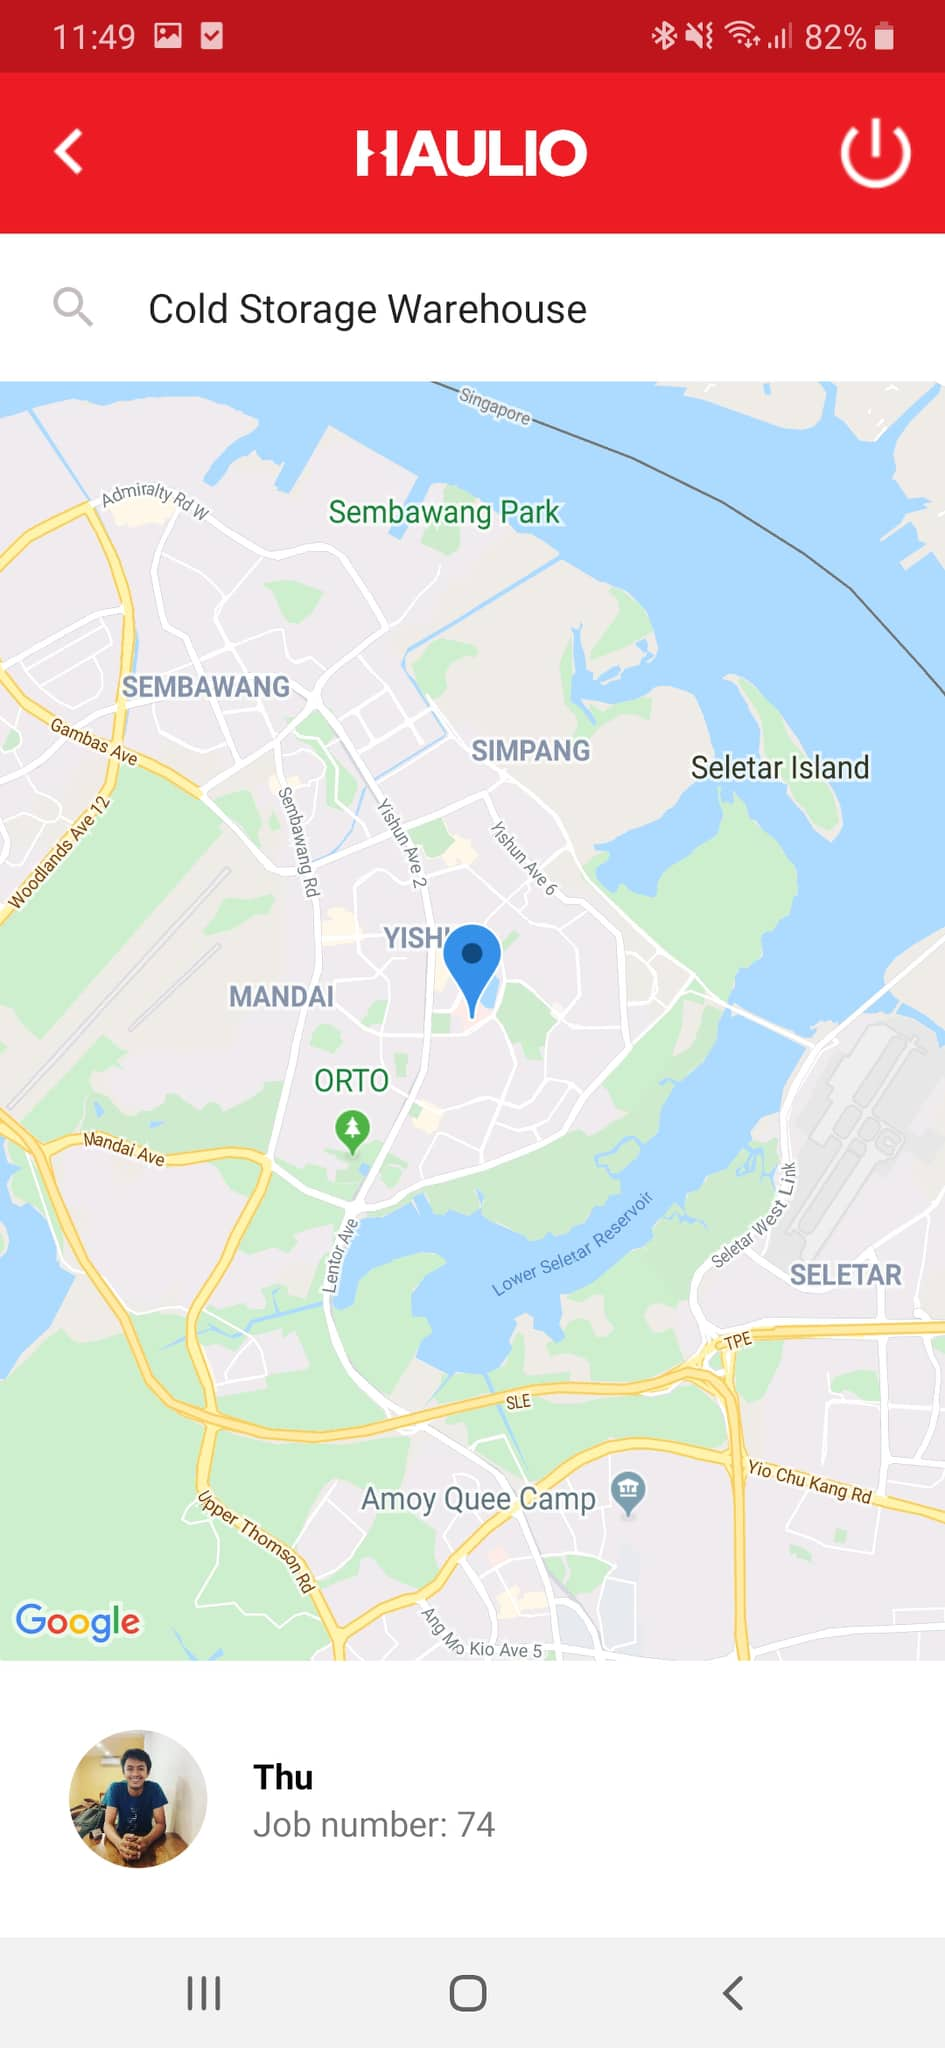 11:49
82%
HAULIO
Cold Storage Warehouse
Singapore
Admiralty Rd W
Sembawang Park
SEMBAWANG
Gambas Ave
SIMPANG
Seletar Island
Woodlands Ave 12
Sembawang Rd
Yishun Ave 2
Yishun Ave 6
YISH
MANDAI
ORTO
Mandai Ave
Lentor Ave
Lower Seletar Reservoir
Seletar West Link
SELETAR
TPE
SLE
Yio Chu Kang Rd
Amoy Quee Camp
Upper Thomson Rd
Google
Ang Mo Kio Ave 5
Thu
Job number: 74